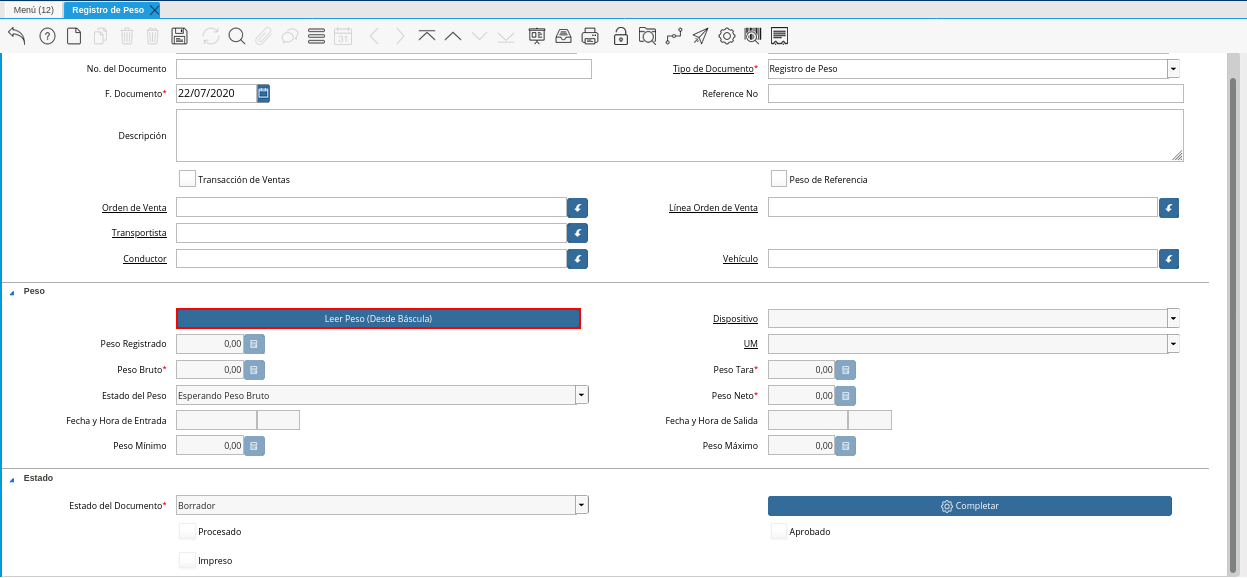 Menú (12) Registro de Peso
31
No. del Documento Tipo de Documento* Registro de Peso
F. Documento* 22/07/2020 Reference No
Descripción
Transacción de Ventas Peso de Referencia
Orden de Venta Línea Orden de Venta
Transportista
Conductor Vehículo
Peso
Leer Peso (Desde Báscula) Dispositivo
Peso Registrado 0,00 UM
Peso Bruto* 0,00 Peso Tara* 0,00
Estado del Peso Esperando Peso Bruto Peso Neto* 0,00
Fecha y Hora de Entrada Fecha y Hora de Salida
Peso Mínimo 0,00 Peso Máximo 0,00
Estado
Estado del Documento* Borrador Completar
Procesado Aprobado
Impreso